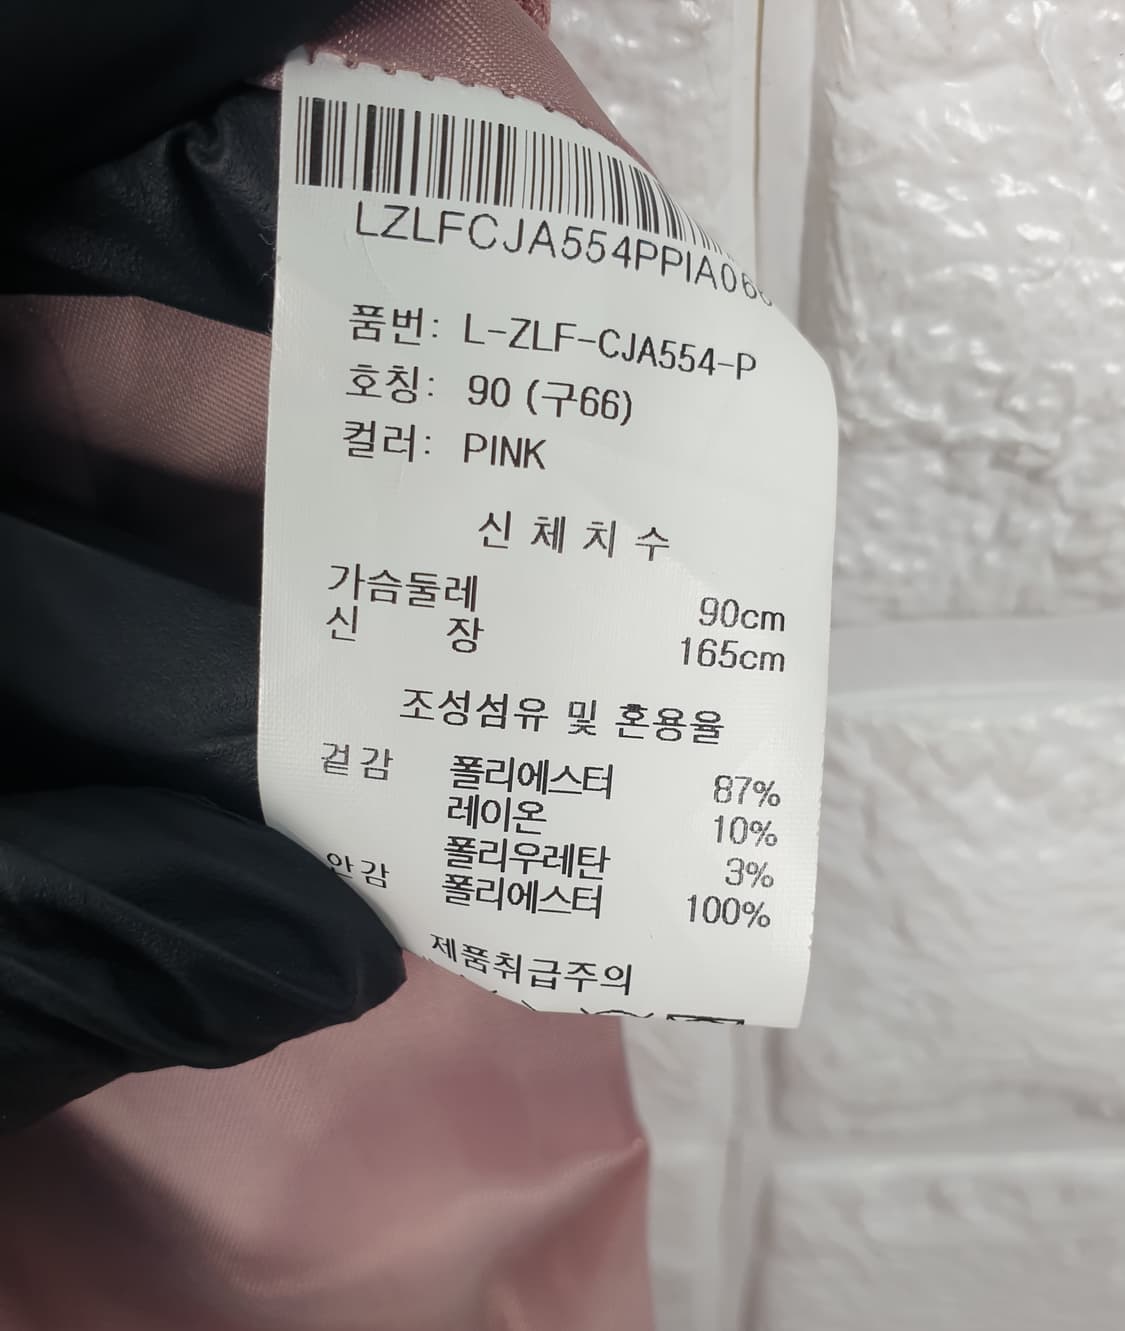 LZLFCJA554PPIA06
품번: L-ZLF-CJA554-P
호칭: 90 (구66)
컬러: PINK
신체치수
가슴둘레 90cm
신장 165cm
조성섬유 및 혼용율
겉감 폴리에스터 87%
레이온 10%
폴리우레탄 3%
안감 폴리에스터 100%
제품취급주의